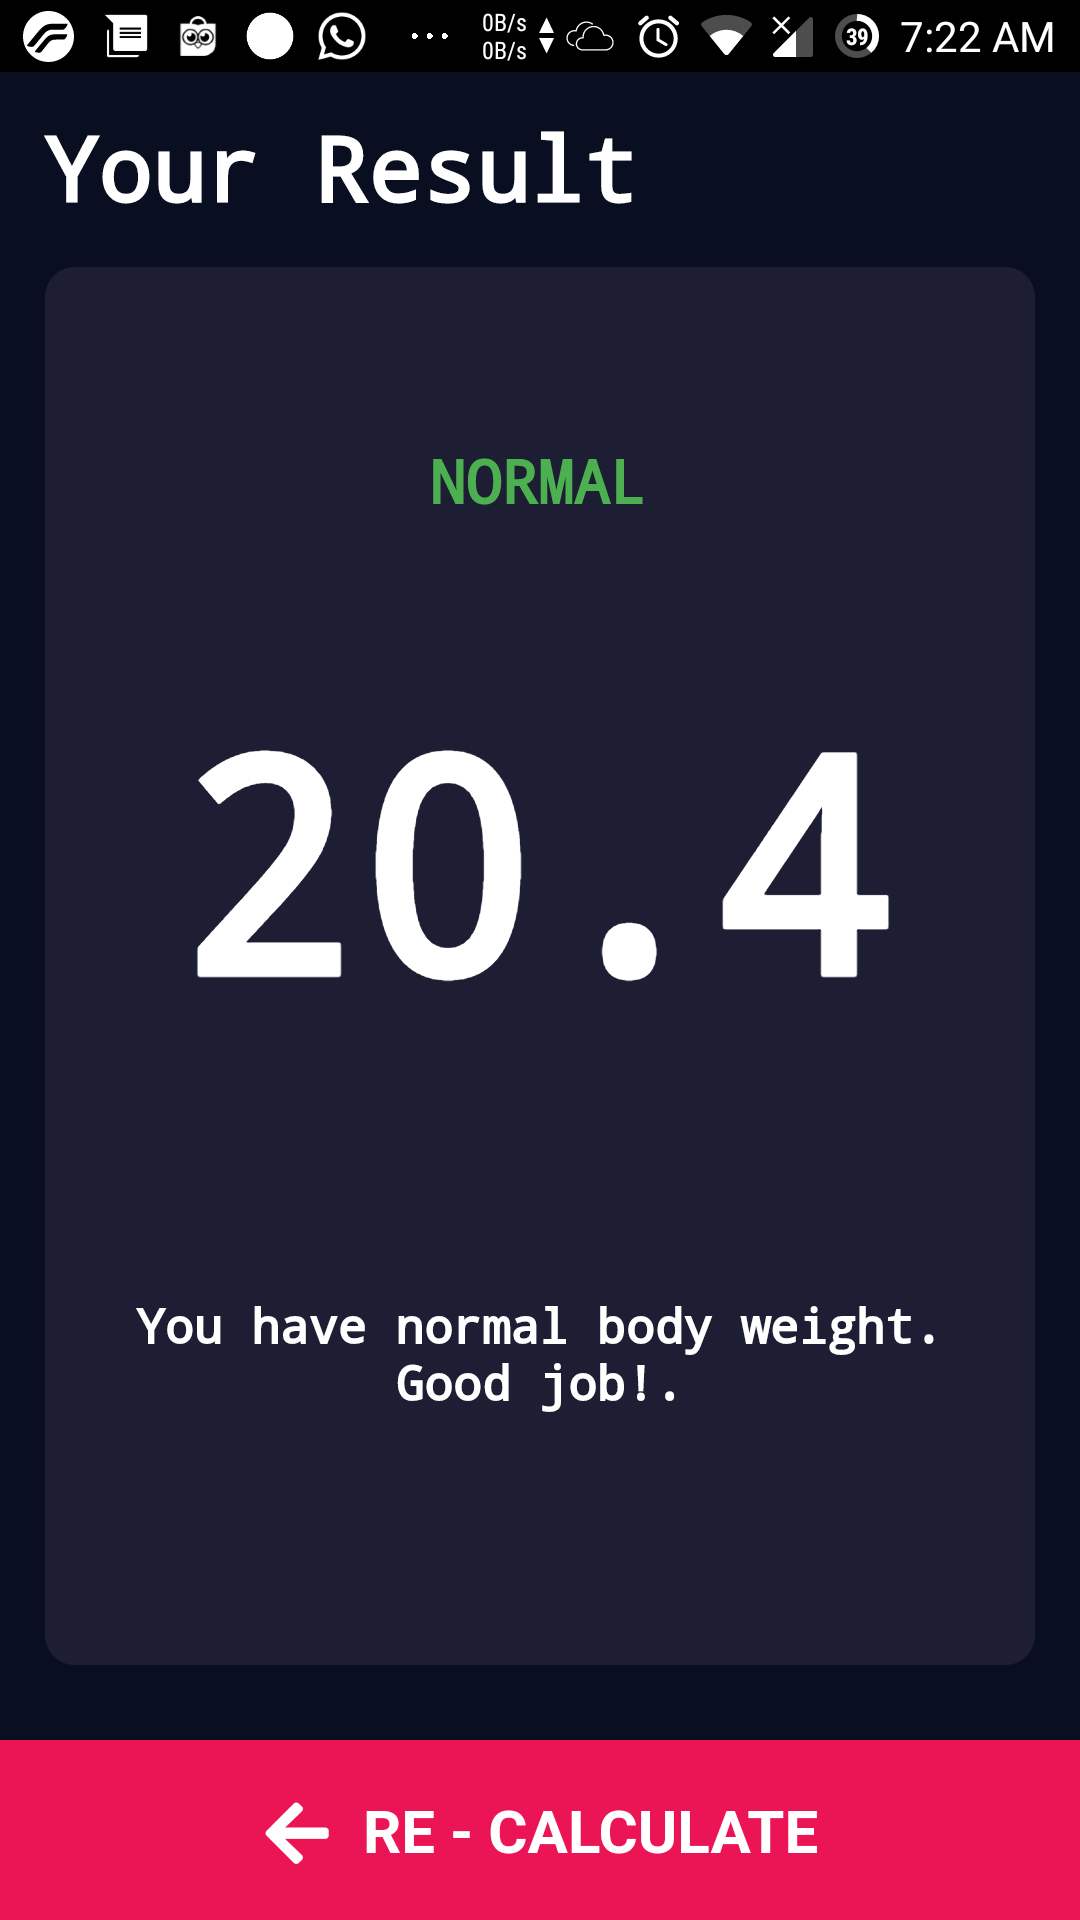 0B/s
0B/s
39
7:22 AM
Your Result
NORMAL
20.4
You have normal body weight.
Good job!.
RE - CALCULATE